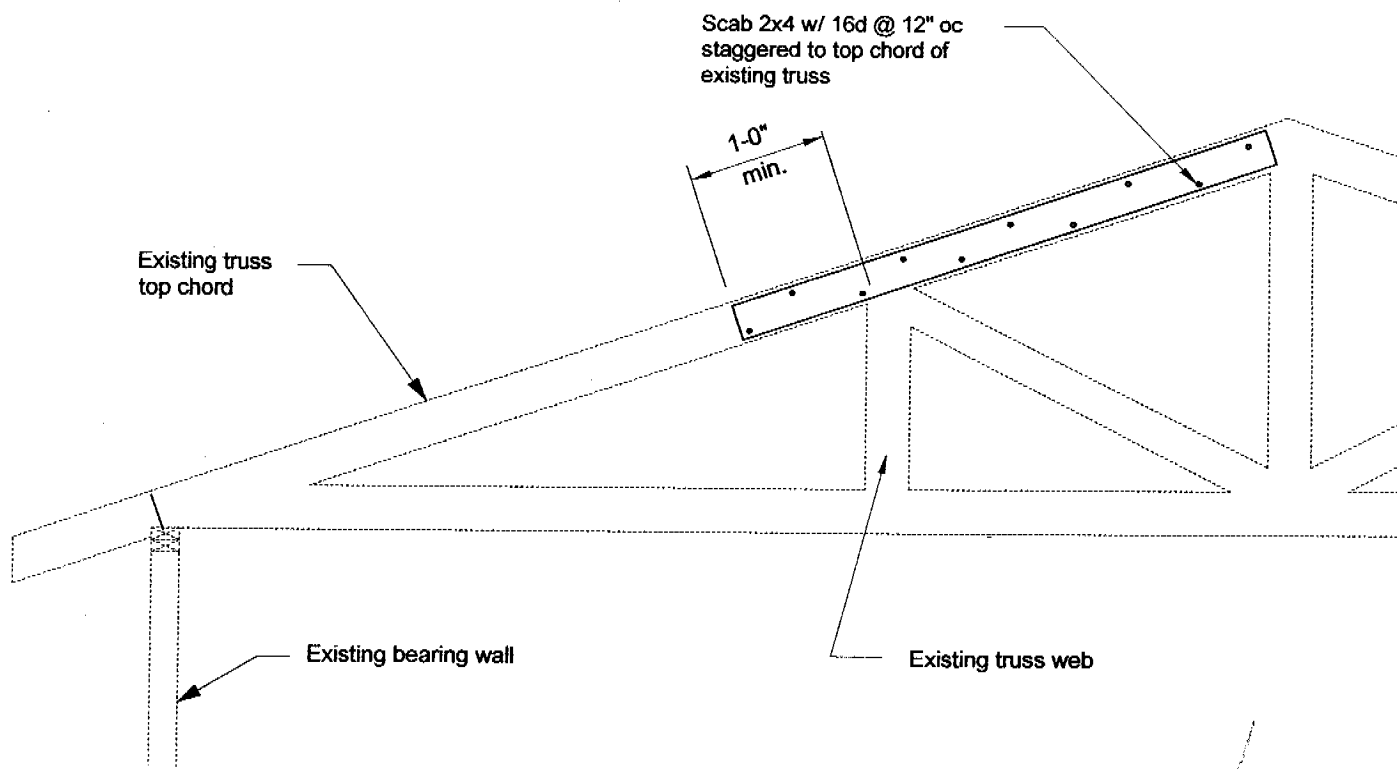 Scab 2x4 w/ 16d @ 12" oc
staggered to top chord of
existing truss
1-0"
min.
Existing truss
top chord
Existing bearing wall
Existing truss web